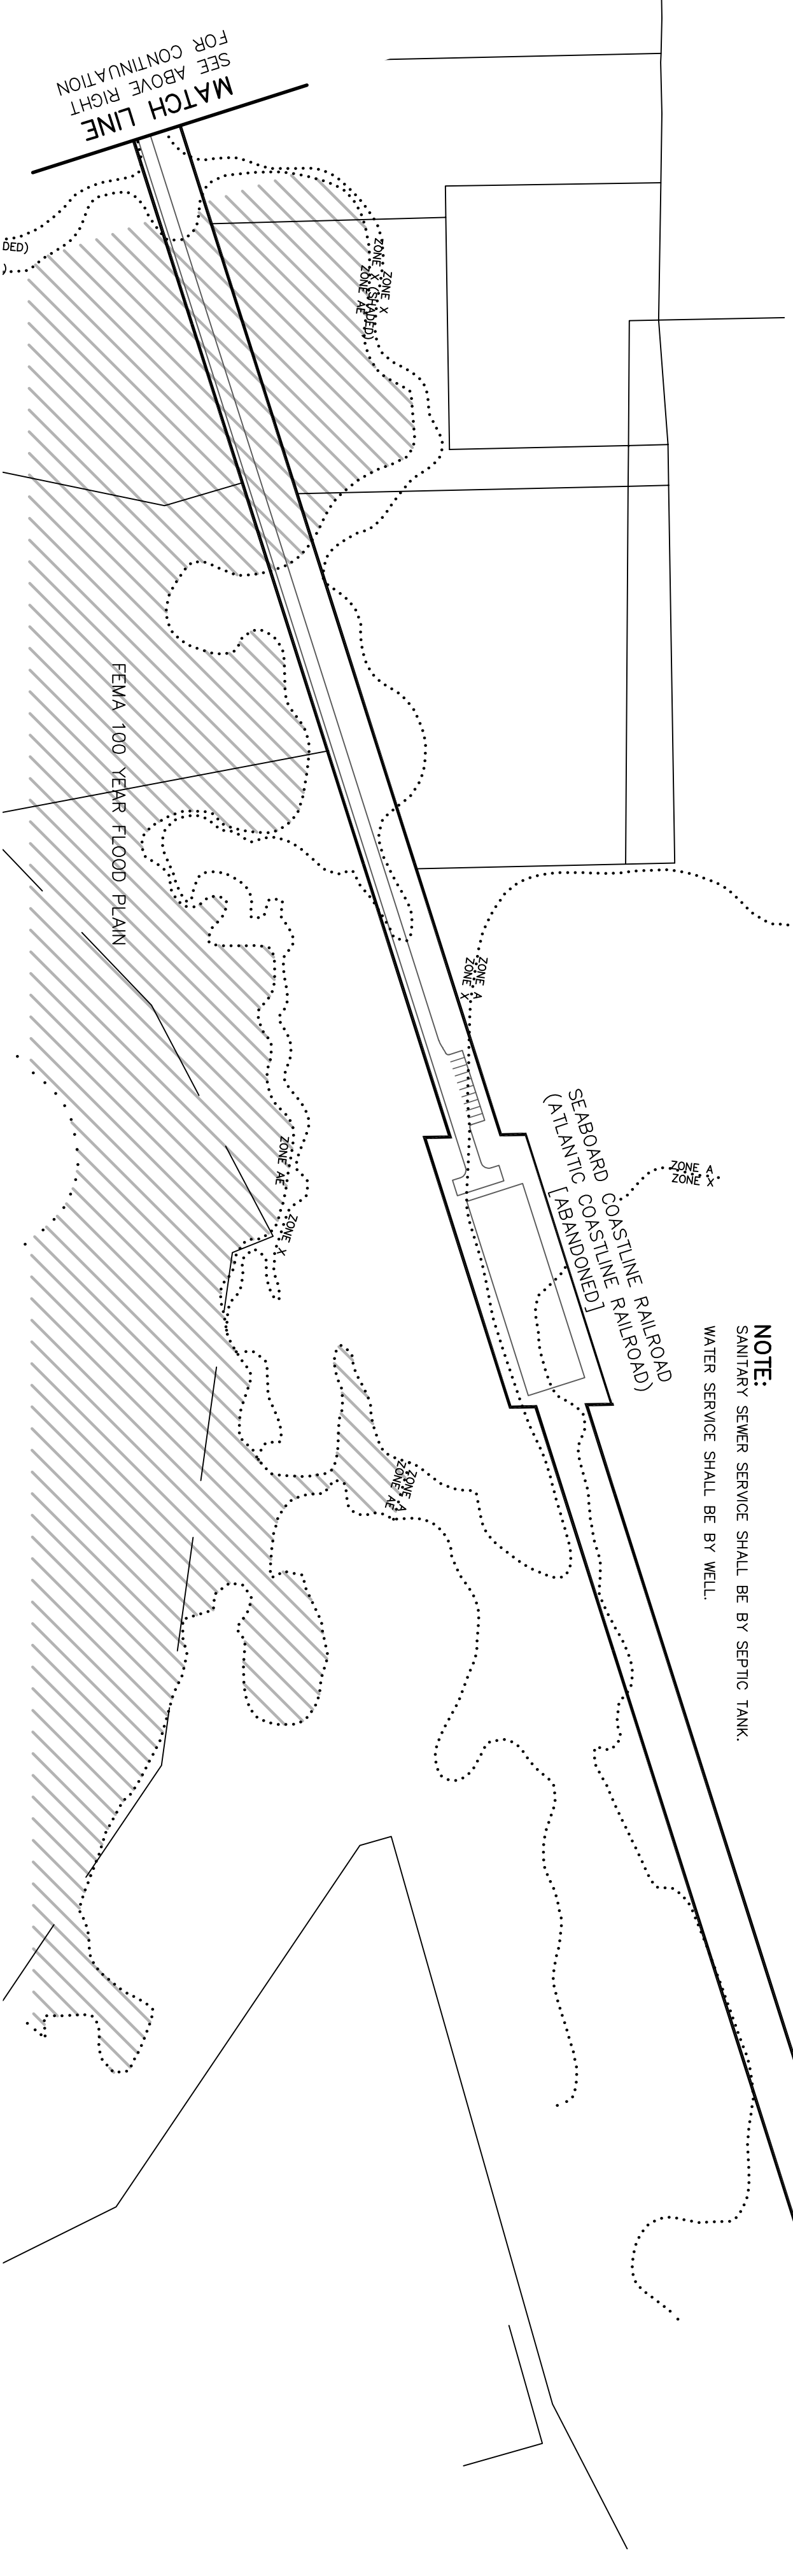 MATCH LINE
SEE ABOVE RIGHT
FOR CONTINUATION
DED)
)
ZONE X
ZONE X (SHADED)
ZONE AE
FEMA 100 YEAR FLOOD PLAIN
ZONE A
ZONE X
SEABOARD COASTLINE RAILROAD
(ATLANTIC COASTLINE RAILROAD)
[ABANDONED]
ZONE A
ZONE X
ZONE AE
ZONE X
NOTE:
SANITARY SEWER SERVICE SHALL BE BY SEPTIC TANK.
WATER SERVICE SHALL BE BY WELL.
ZONE A
ZONE AE